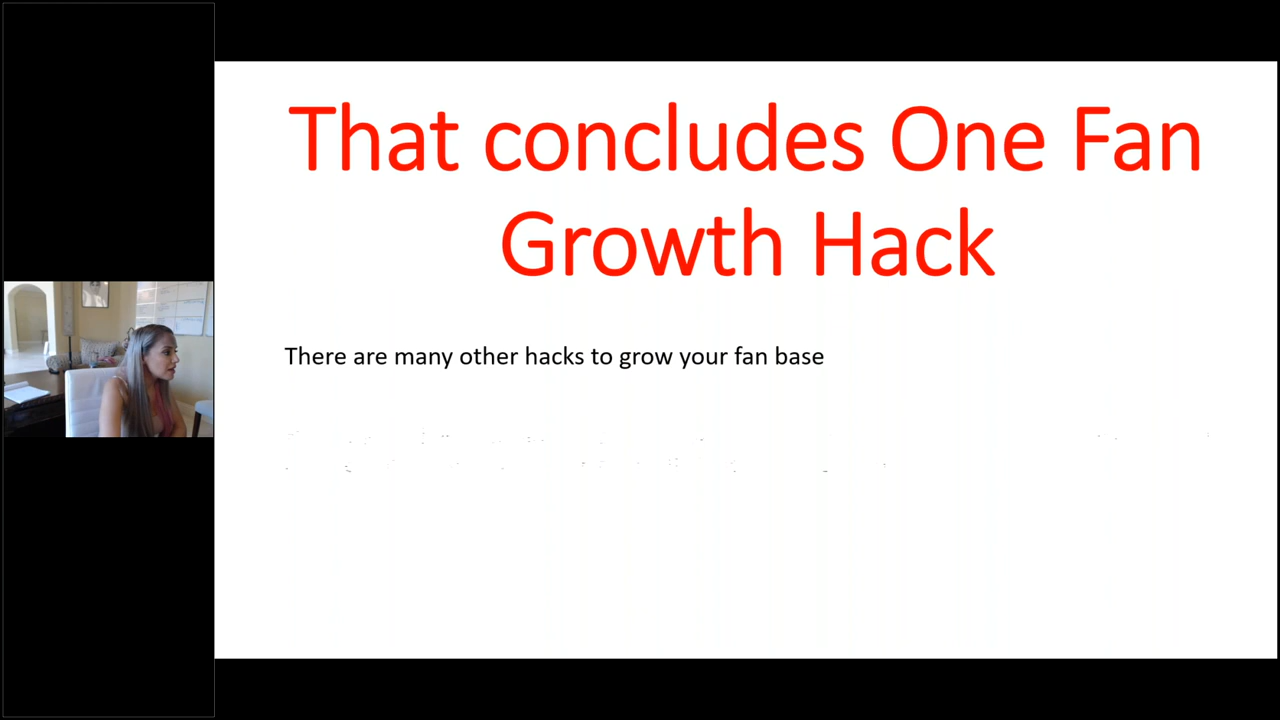 That concludes One Fan
Growth Hack
There are many other hacks to grow your fan base